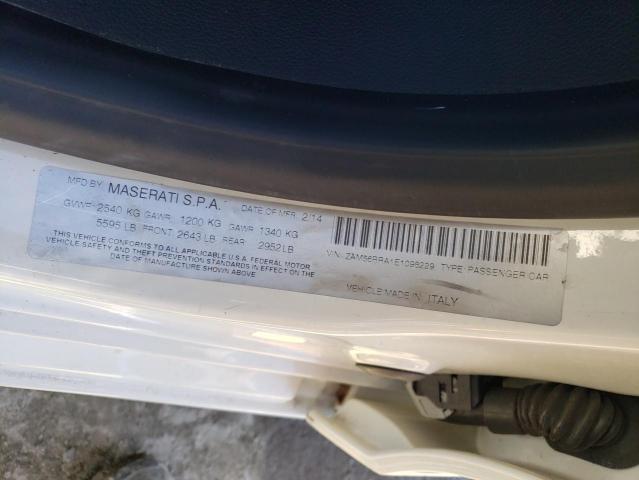 MFD BY MASERATI S.P.A. DATE OF MFR 2/14
GVWR 2540 KG GAWR 1200 KG GAWR 1340 KG
5595 LB FRONT 2643 LB REAR 2952 LB
THIS VEHICLE CONFORMS TO ALL APPLICABLE U.S. FEDERAL MOTOR
VEHICLE SAFETY AND THEFT PREVENTION STANDARDS IN EFFECT ON THE
DATE OF MANUFACTURE SHOWN ABOVE
VIN: ZAM56RRA1E1096229 TYPE: PASSENGER CAR
VEHICLE MADE IN ITALY